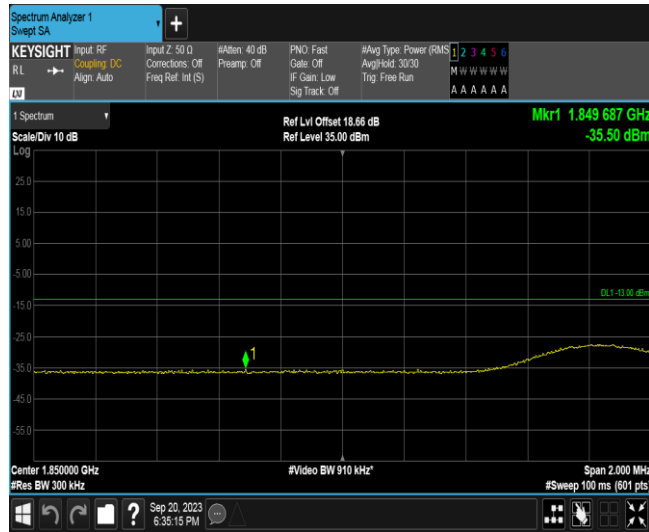 Spectrum Analyzer 1
Swept SA
KEYSIGHT
RL
LXI
Input: RF
Coupling: DC
Align: Auto
Input Z: 50 Ω
Corrections: Off
Freq Ref: Int (S)
#Atten: 40 dB
Preamp: Off
PNO: Fast
Gate: Off
IF Gain: Low
Sig Track: Off
#Avg Type: Power (RMS
Avg|Hold: 30/30
Trig: Free Run
1 2 3 4 5 6
M W W W W W
A A A A A A
1 Spectrum
Scale/Div 10 dB
Ref Lvl Offset 18.66 dB
Ref Level 35.00 dBm
Mkr1 1.849 687 GHz
-35.50 dBm
Log
25.0
15.0
5.00
-5.00
DL1 -13.00 dBm
-15.0
-25.0
1
-35.0
-45.0
-55.0
Center 1.850000 GHz
#Video BW 910 kHz*
Span 2.000 MHz
#Res BW 300 kHz
#Sweep 100 ms (601 pts)
?
Sep 20, 2023
6:35:15 PM